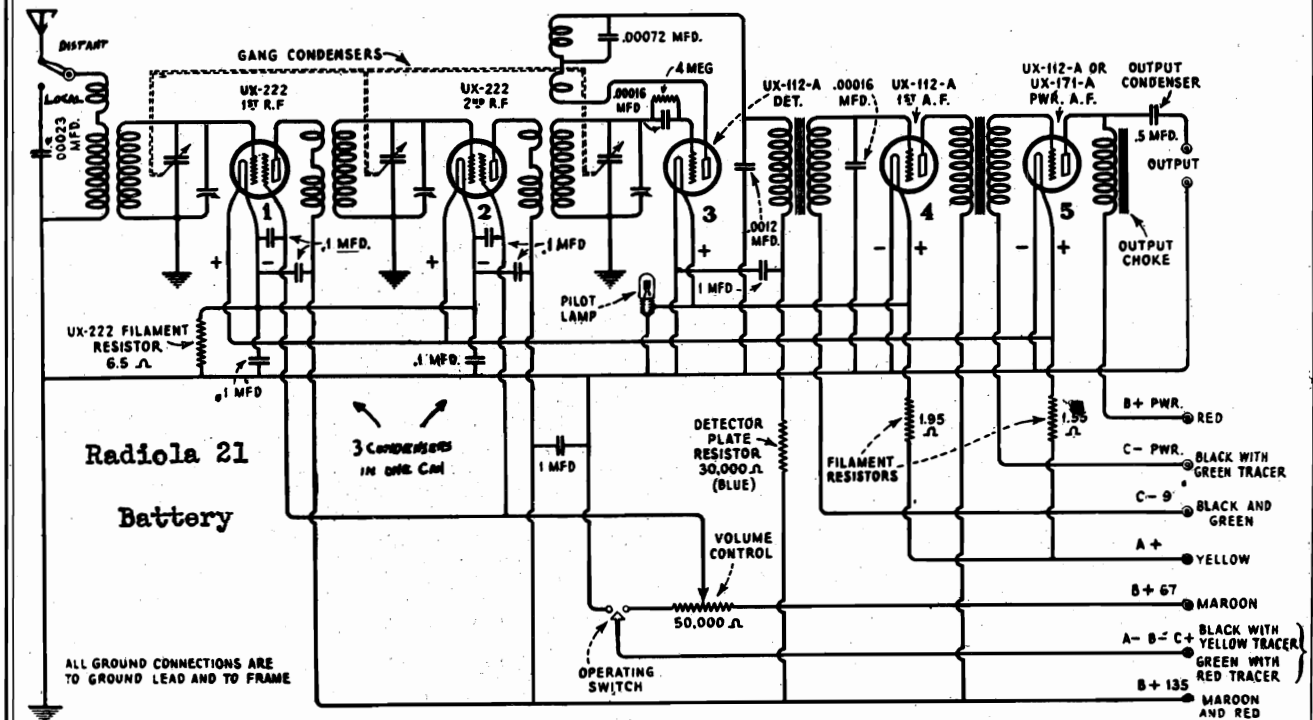 DISTANT
LOCAL
.00023
MFD.
GANG CONDENSERS
UX-222
1ST R.F
UX-222
2ND R.F
.00072 MFD.
4 MEG
.00016
MFD
UX-112-A
DET.
.00016
MFD.
UX-112-A
1ST A.F.
UX-112-A OR
UX-171-A
PWR. A.F.
OUTPUT
CONDENSER
.5 MFD.
OUTPUT
OUTPUT
CHOKE
1
2
3
4
5
+
-
+
-
+
-
+
-
+
.1 MFD.
.1 MFD
.0012
MFD.
1 MFD-
PILOT
LAMP
UX-222 FILAMENT
RESISTOR
6.5 Ω
.1 MFD
.1 MFD.
3 CONDENSERS
IN ONE CAN
1 MFD
DETECTOR
PLATE
RESISTOR
30,000 Ω
(BLUE)
FILAMENT
RESISTORS
1.95
Ω
Ω
B+ PWR.
RED
C- PWR.
BLACK WITH
GREEN TRACER
C-9
BLACK AND
GREEN
A+
YELLOW
VOLUME
CONTROL
50,000 Ω
B+ 67
MAROON
OPERATING
SWITCH
A- B- C+
BLACK WITH
YELLOW TRACER
GREEN WITH
RED TRACER
B+ 135
MAROON
AND RED
Radiola 21
Battery
ALL GROUND CONNECTIONS ARE
TO GROUND LEAD AND TO FRAME